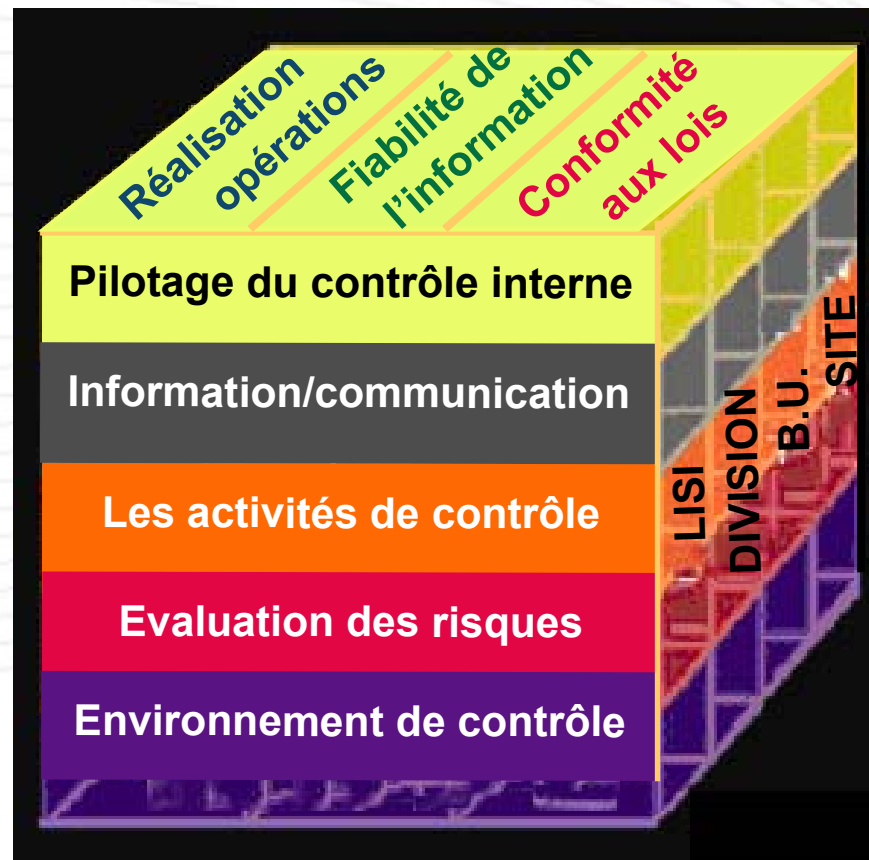 Réalisation
opérations
Fiabilité de
l'information
Conformité
aux lois
Pilotage du contrôle interne
Information/communication
Les activités de contrôle
Evaluation des risques
Environnement de contrôle
LISI
DIVISION
B.U.
SITE